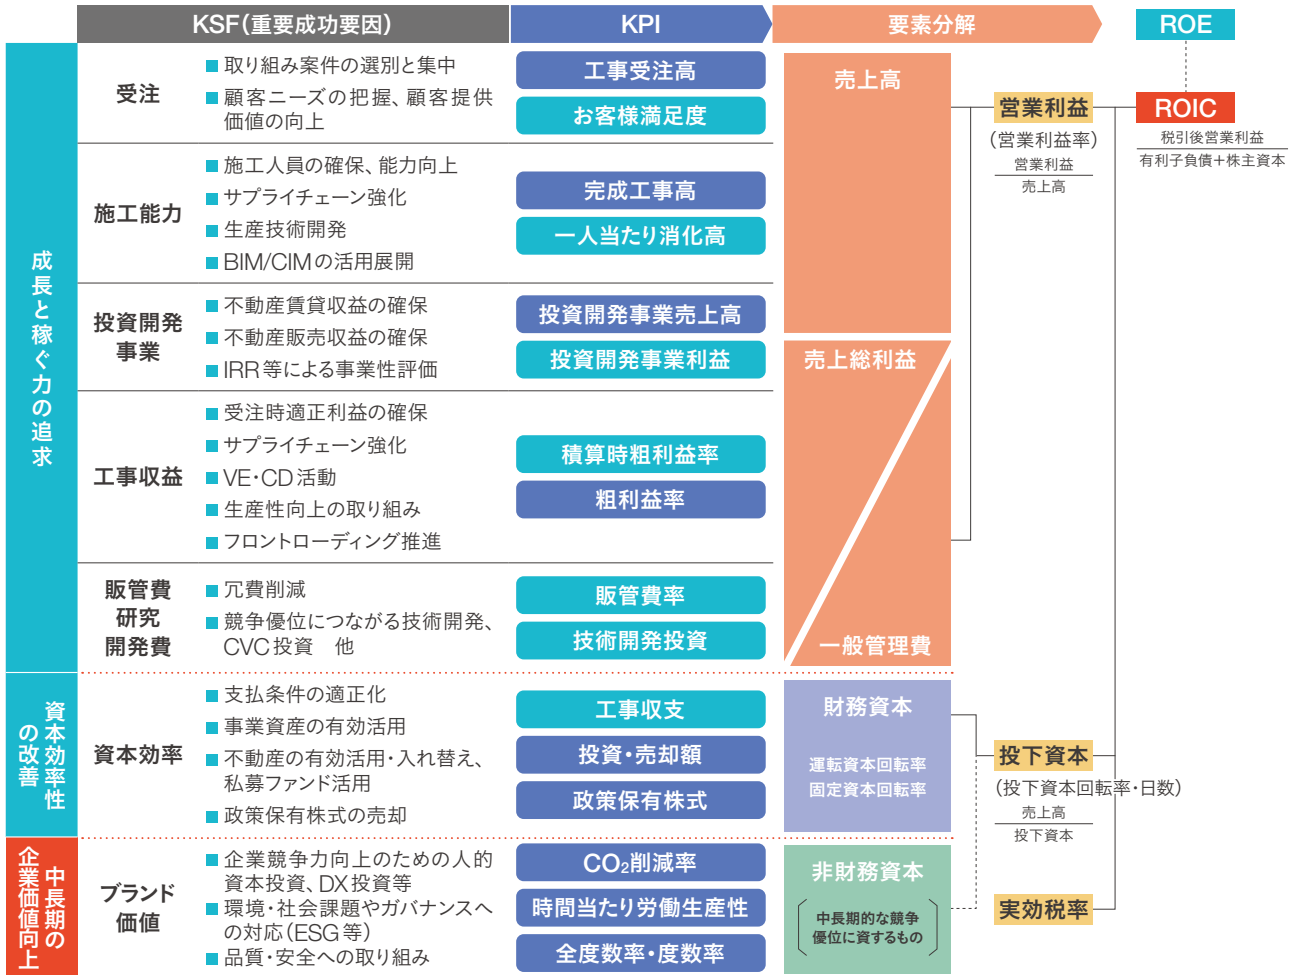 KSF（重要成功要因）
KPI
要素分解
ROE
成長と稼ぐ力の追求
受注
取り組み案件の選別と集中
顧客ニーズの把握、顧客提供
価値の向上
工事受注高
お客様満足度
施工能力
施工人員の確保、能力向上
サプライチェーン強化
生産技術開発
BIM/CIMの活用展開
完成工事高
一人当たり消化高
投資開発
事業
不動産賃貸収益の確保
不動産販売収益の確保
IRR等による事業性評価
投資開発事業売上高
投資開発事業利益
工事収益
受注時適正利益の確保
サプライチェーン強化
VE・CD活動
生産性向上の取り組み
フロントローディング推進
積算時粗利益率
粗利益率
販管費
研究
開発費
冗費削減
競争優位につながる技術開発、
CVC投資　他
販管費率
技術開発投資
売上高
売上総利益
一般管理費
営業利益
（営業利益率）
営業利益
売上高
ROIC
税引後営業利益
有利子負債＋株主資本
資本効率性
の改善
資本効率
支払条件の適正化
事業資産の有効活用
不動産の有効活用・入れ替え、
私募ファンド活用
政策保有株式の売却
工事収支
投資・売却額
政策保有株式
財務資本
運転資本回転率
固定資本回転率
投下資本
（投下資本回転率・日数）
売上高
投下資本
中長期の
企業価値向上
ブランド
価値
企業競争力向上のための人的
資本投資、DX投資等
環境・社会課題やガバナンスへ
の対応（ESG等）
品質・安全への取り組み
CO₂削減率
時間当たり労働生産性
全度数率・度数率
非財務資本
中長期的な競争
優位に資するもの
実効税率